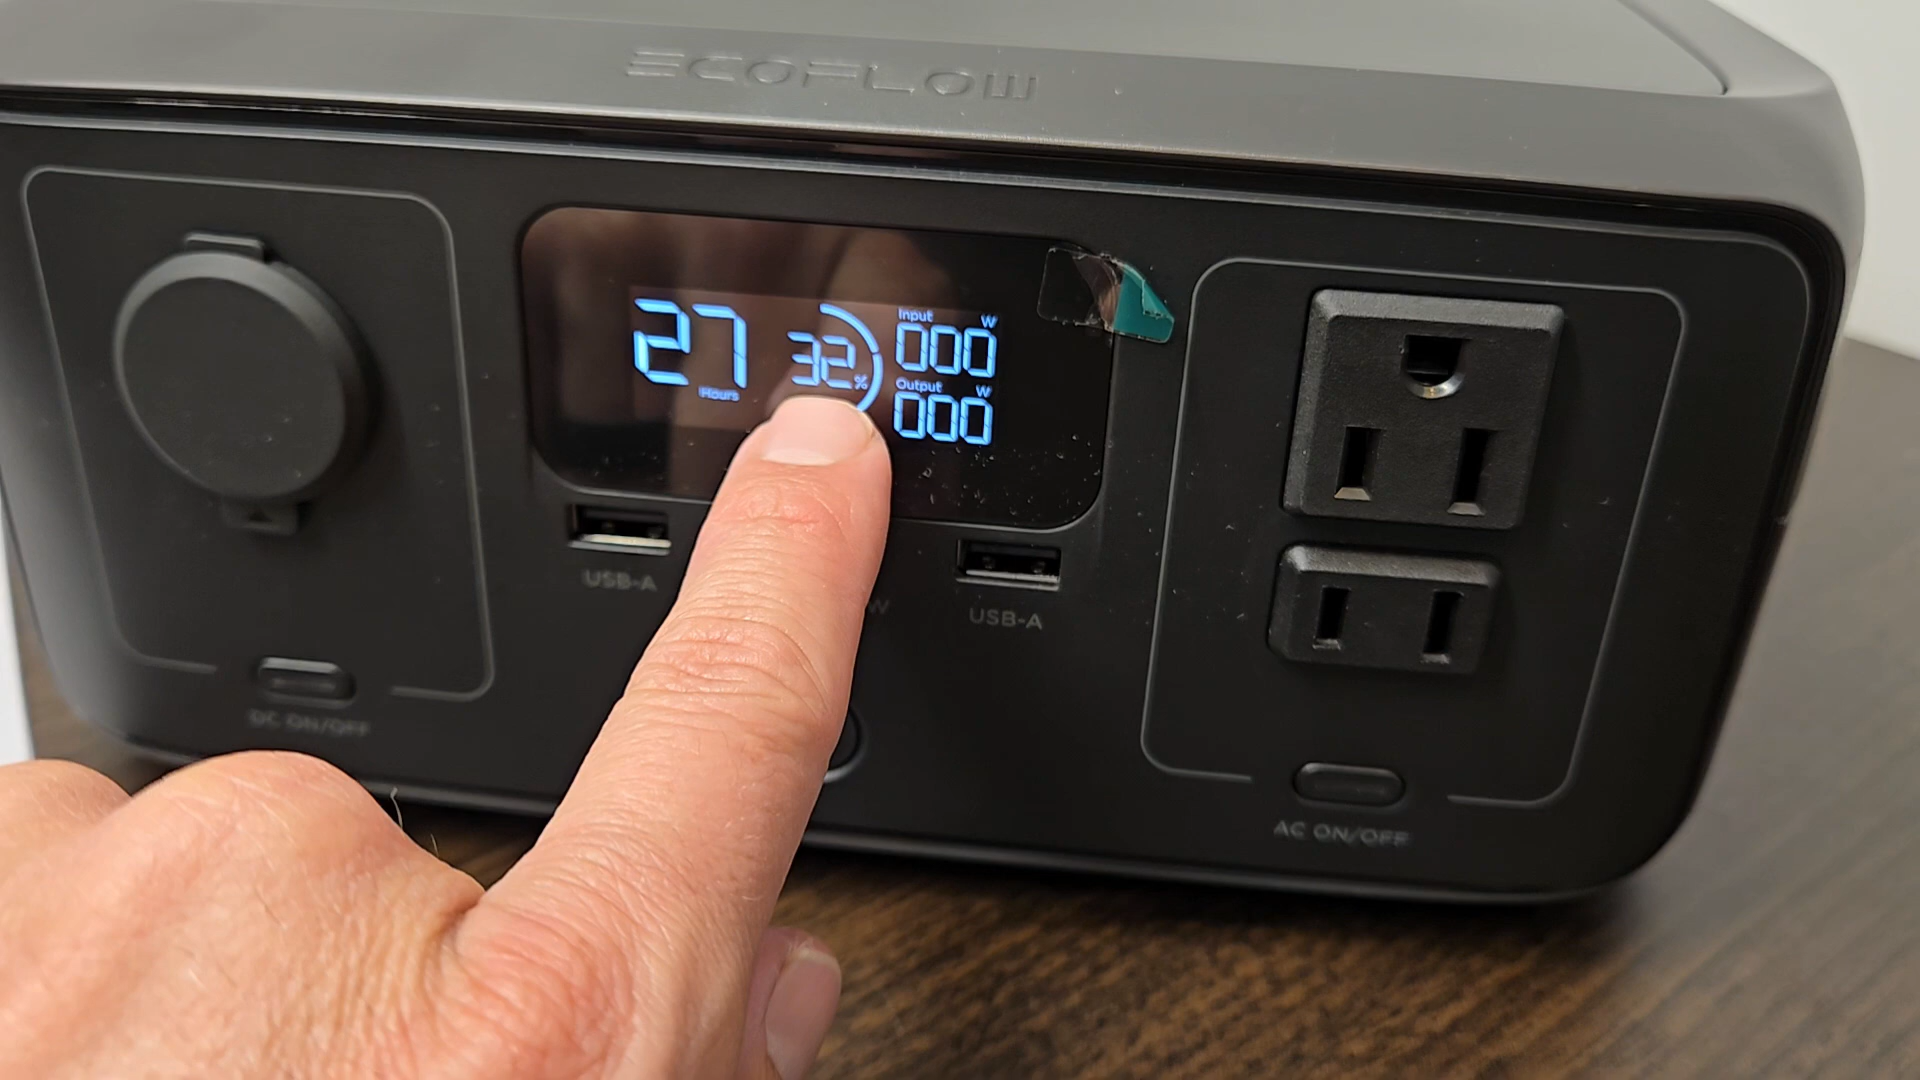 ECOFLOW
27
Hours
32%
Input W
000
Output W
000
USB-A
W
USB-A
DC ON/OFF
AC ON/OFF